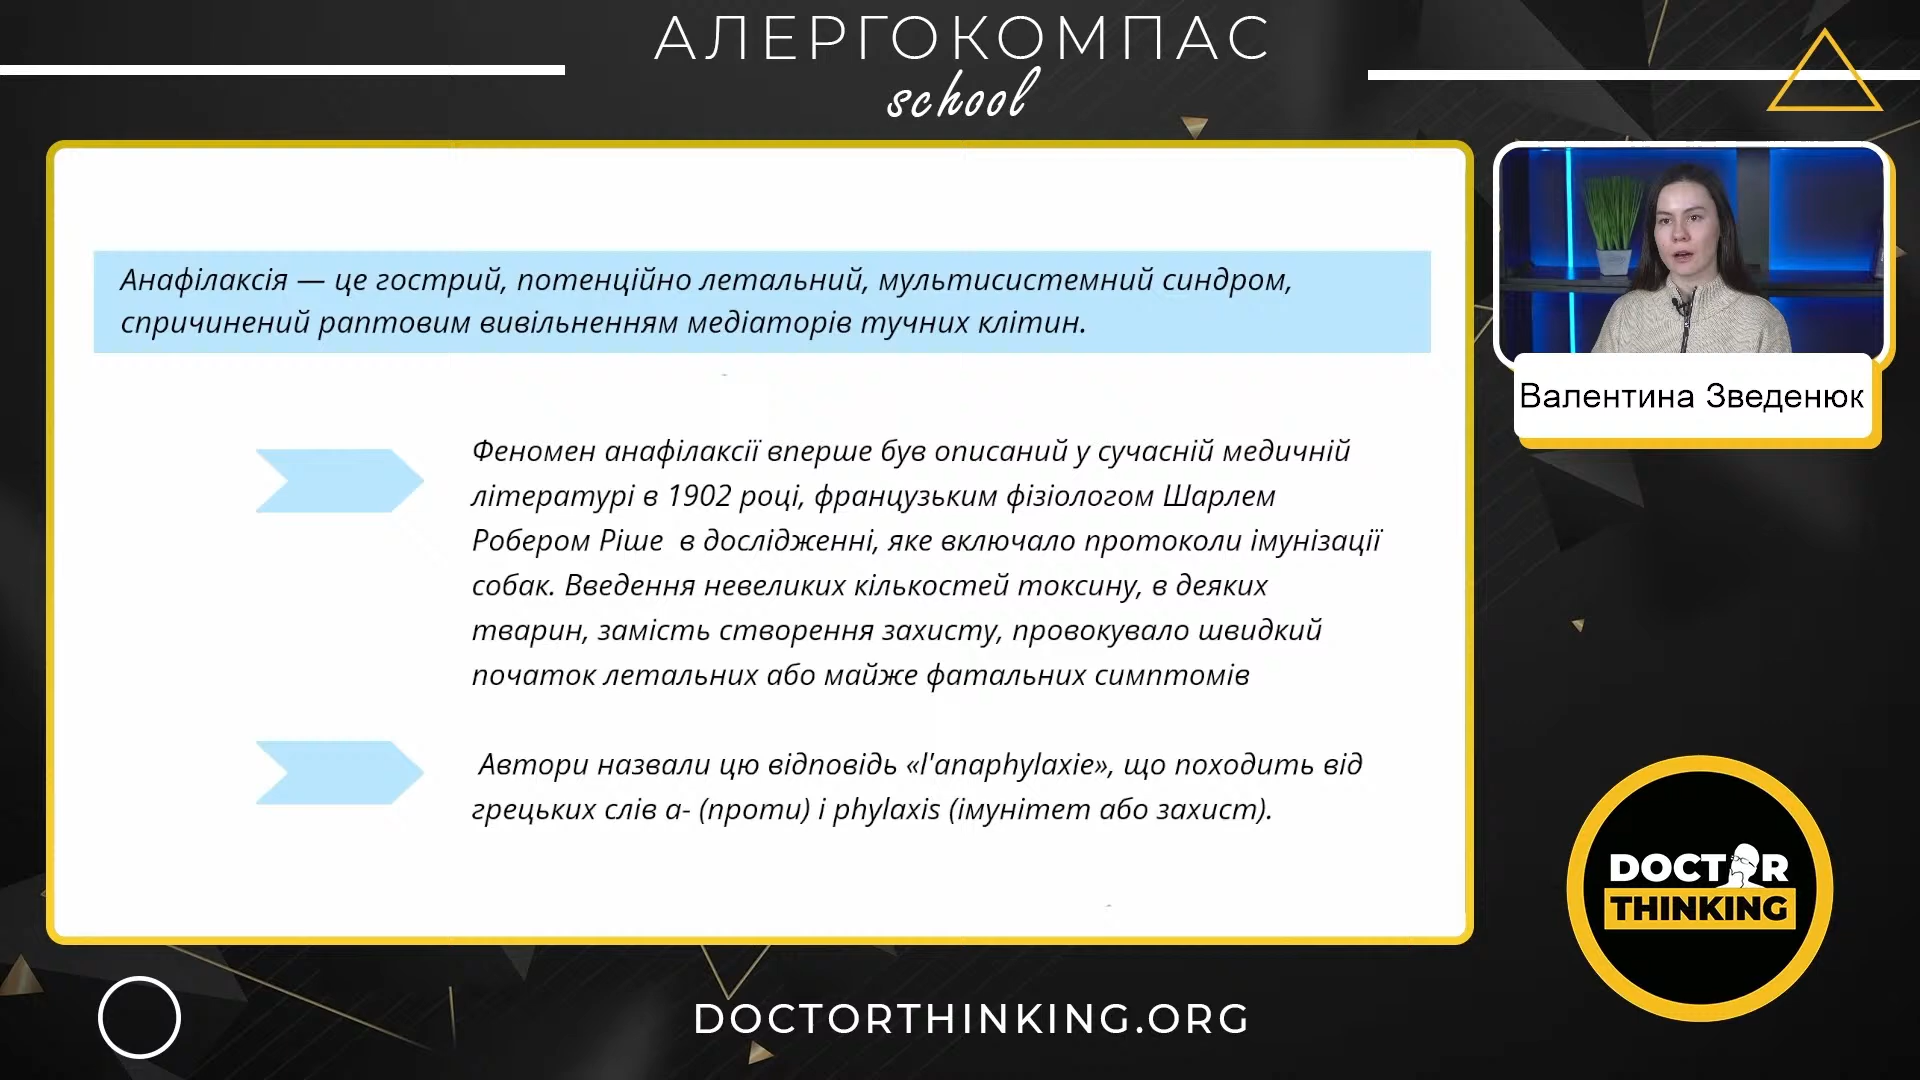 АЛЕРГОКОМПАС
school
Анафілаксія — це гострий, потенційно летальний, мультисистемний синдром,
спричинений раптовим вивільненням медіаторів тучних клітин.
Феномен анафілаксії вперше був описаний у сучасній медичній
літературі в 1902 році, французьким фізіологом Шарлем
Робером Ріше в дослідженні, яке включало протоколи імунізації
собак. Введення невеликих кількостей токсину, в деяких
тварин, замість створення захисту, провокувало швидкий
початок летальних або майже фатальних симптомів
Автори назвали цю відповідь «l'anaphylaxie», що походить від
грецьких слів a- (проти) і phylaxis (імунітет або захист).
Валентина Зведенюк
DOCTOR
THINKING
DOCTORTHINKING.ORG